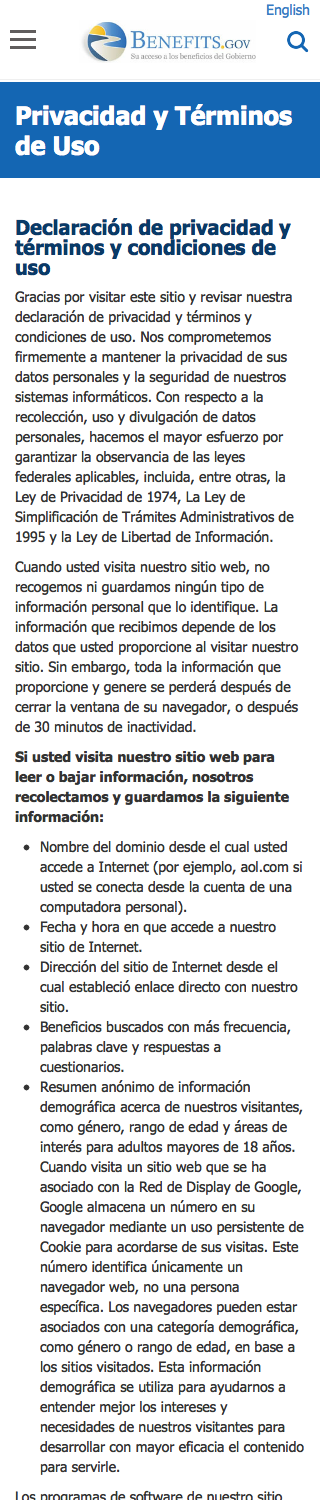 English
BENEFITS.GOV
Su acceso a los beneficios del Gobierno
Privacidad y Términos
de Uso
Declaración de privacidad y
términos y condiciones de
uso
Gracias por visitar este sitio y revisar nuestra
declaración de privacidad y términos y
condiciones de uso. Nos comprometemos
firmemente a mantener la privacidad de sus
datos personales y la seguridad de nuestros
sistemas informáticos. Con respecto a la
recolección, uso y divulgación de datos
personales, hacemos el mayor esfuerzo por
garantizar la observancia de las leyes
federales aplicables, incluida, entre otras, la
Ley de Privacidad de 1974, La Ley de
Simplificación de Trámites Administrativos de
1995 y la Ley de Libertad de Información.
Cuando usted visita nuestro sitio web, no
recogemos ni guardamos ningún tipo de
información personal que lo identifique. La
información que recibimos depende de los
datos que usted proporcione al visitar nuestro
sitio. Sin embargo, toda la información que
proporcione y genere se perderá después de
cerrar la ventana de su navegador, o después
de 30 minutos de inactividad.
Si usted visita nuestro sitio web para
leer o bajar información, nosotros
recolectamos y guardamos la siguiente
información:
• Nombre del dominio desde el cual usted
accede a Internet (por ejemplo, aol.com si
usted se conecta desde la cuenta de una
computadora personal).
• Fecha y hora en que accede a nuestro
sitio de Internet.
• Dirección del sitio de Internet desde el
cual estableció enlace directo con nuestro
sitio.
• Beneficios buscados con más frecuencia,
palabras clave y respuestas a
cuestionarios.
• Resumen anónimo de información
demográfica acerca de nuestros visitantes,
como género, rango de edad y áreas de
interés para adultos mayores de 18 años.
Cuando visita un sitio web que se ha
asociado con la Red de Display de Google,
Google almacena un número en su
navegador mediante un uso persistente de
Cookie para acordarse de sus visitas. Este
número identifica únicamente un
navegador web, no una persona
específica. Los navegadores pueden estar
asociados con una categoría demográfica,
como género o rango de edad, en base a
los sitios visitados. Esta información
demográfica se utiliza para ayudarnos a
entender mejor los intereses y
necesidades de nuestros visitantes para
desarrollar con mayor eficacia el contenido
para servirle.
Los programas de software de nuestro sitio